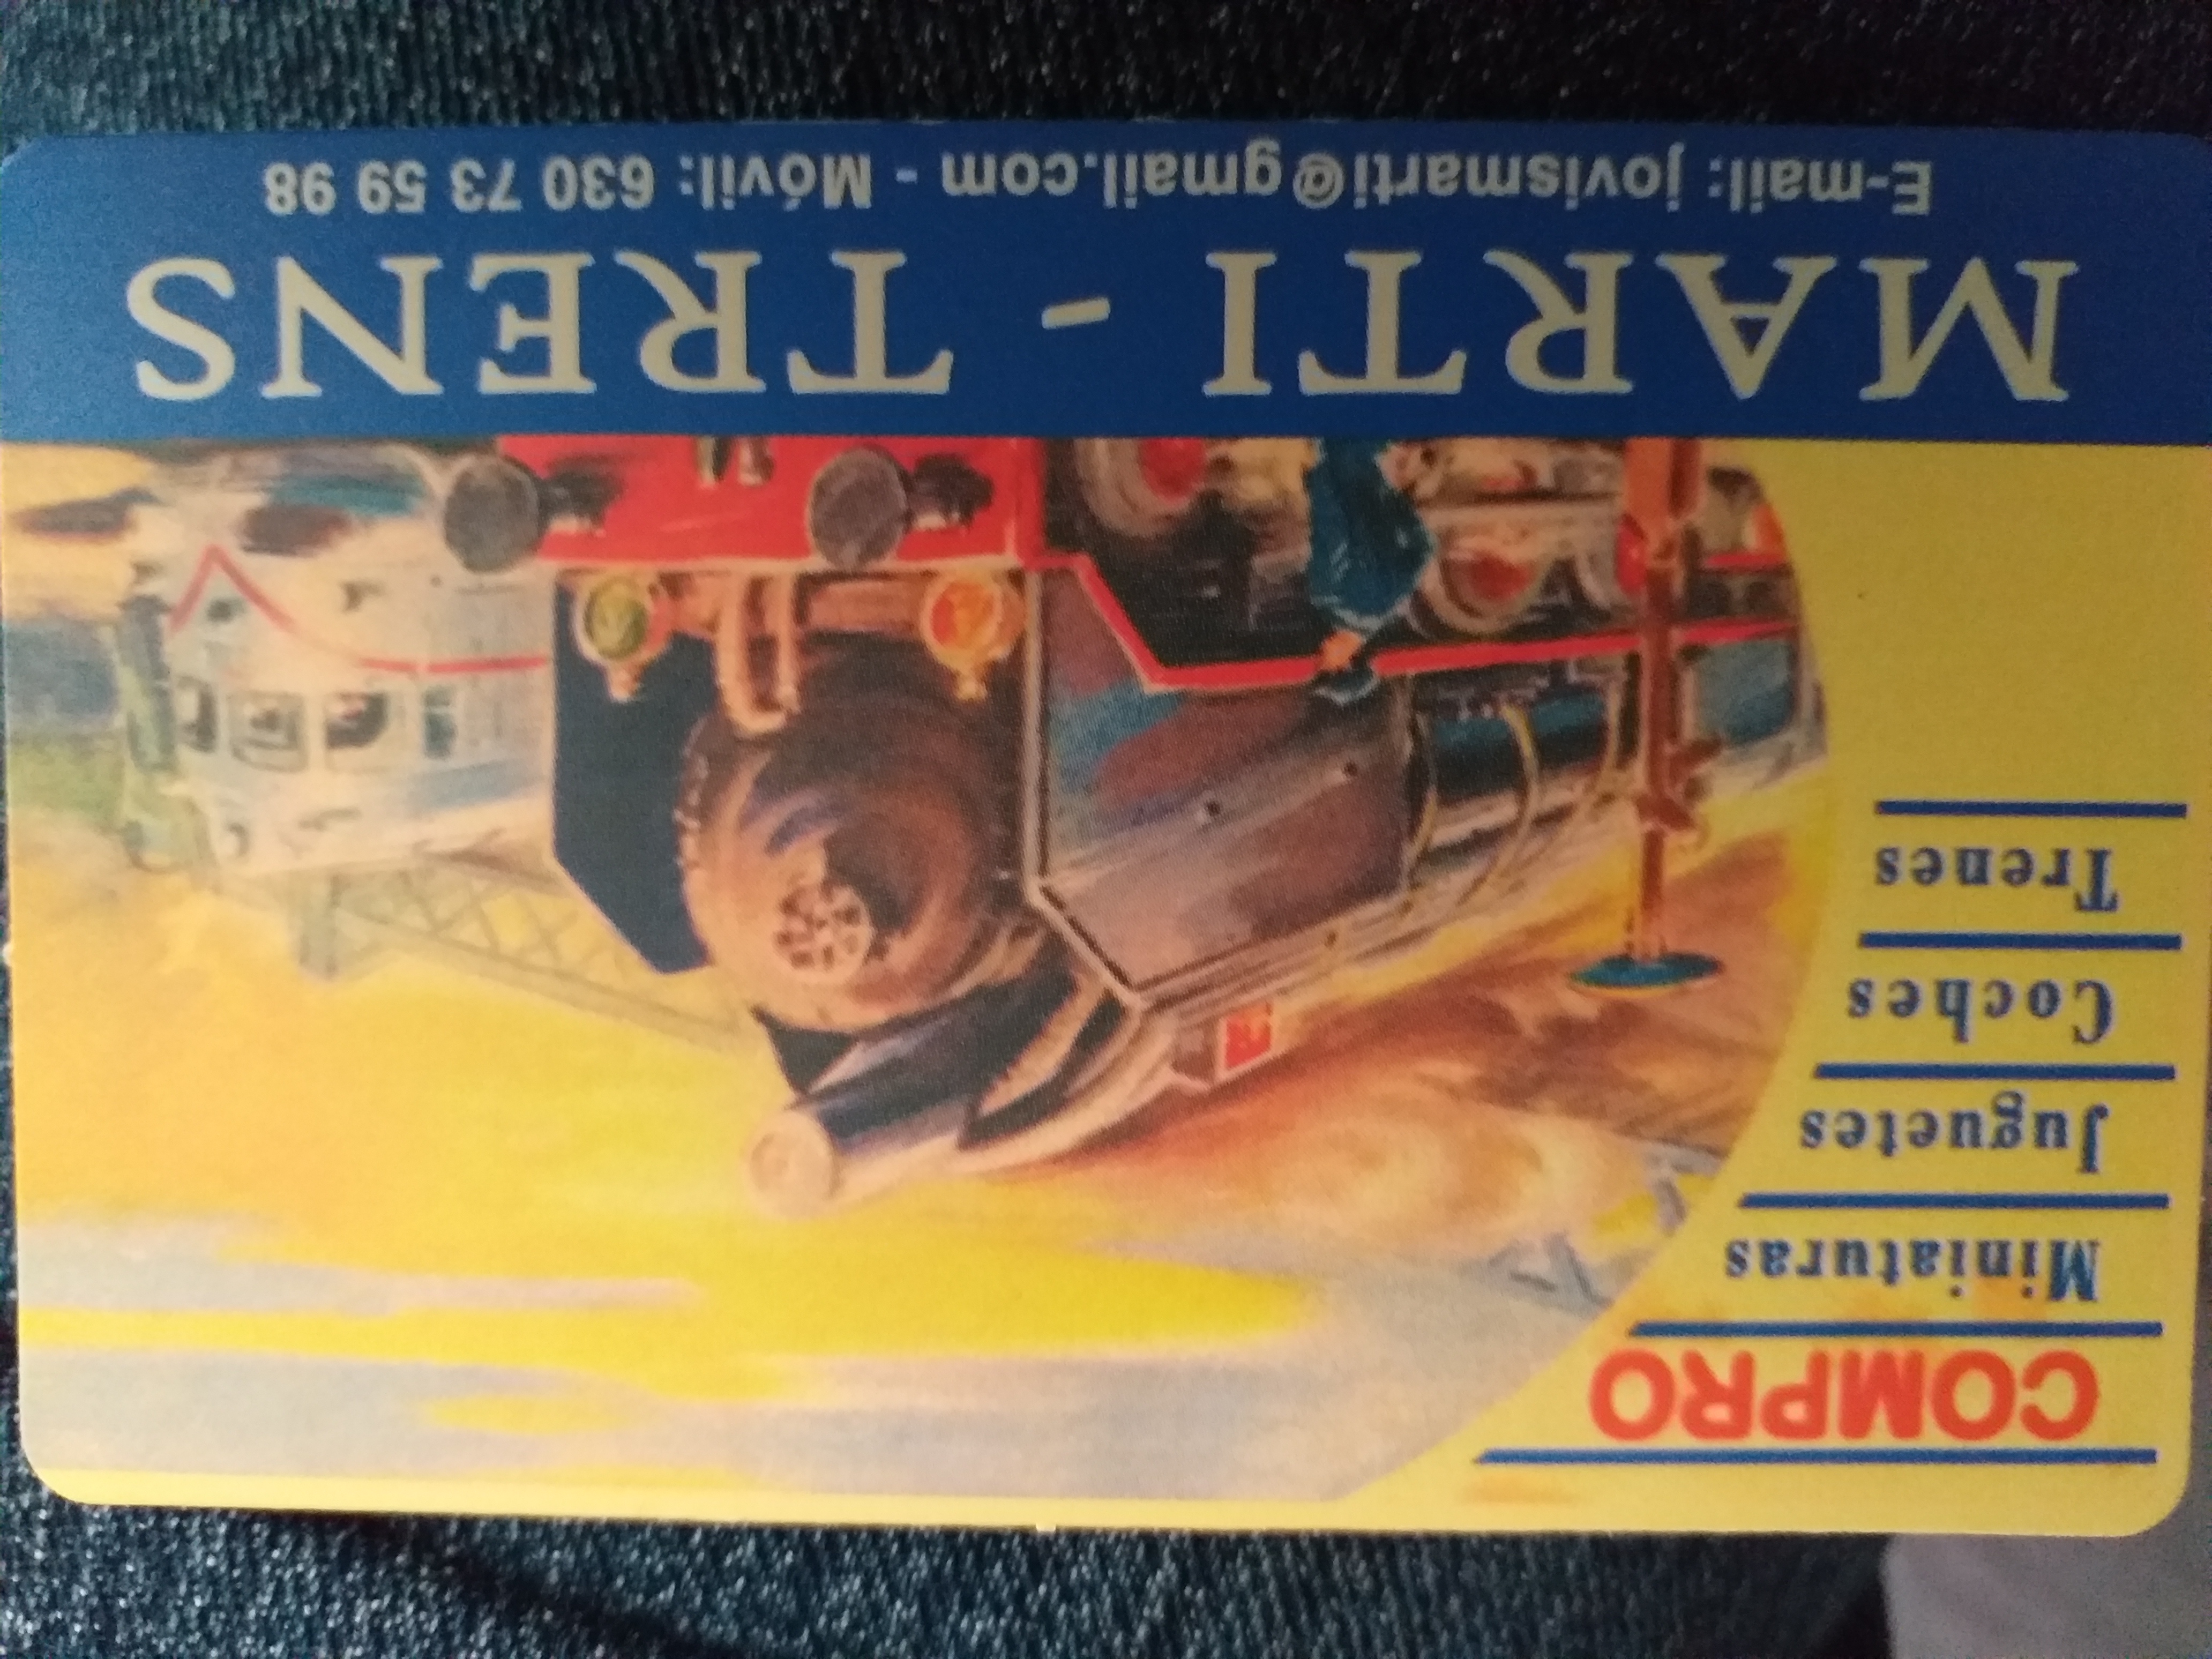 COMPRO
Miniaturas
Juguetes
Coches
Trenes
MARTI - TRENS
E-mail: jovismarti@gmail.com - Móvil: 630 73 59 98